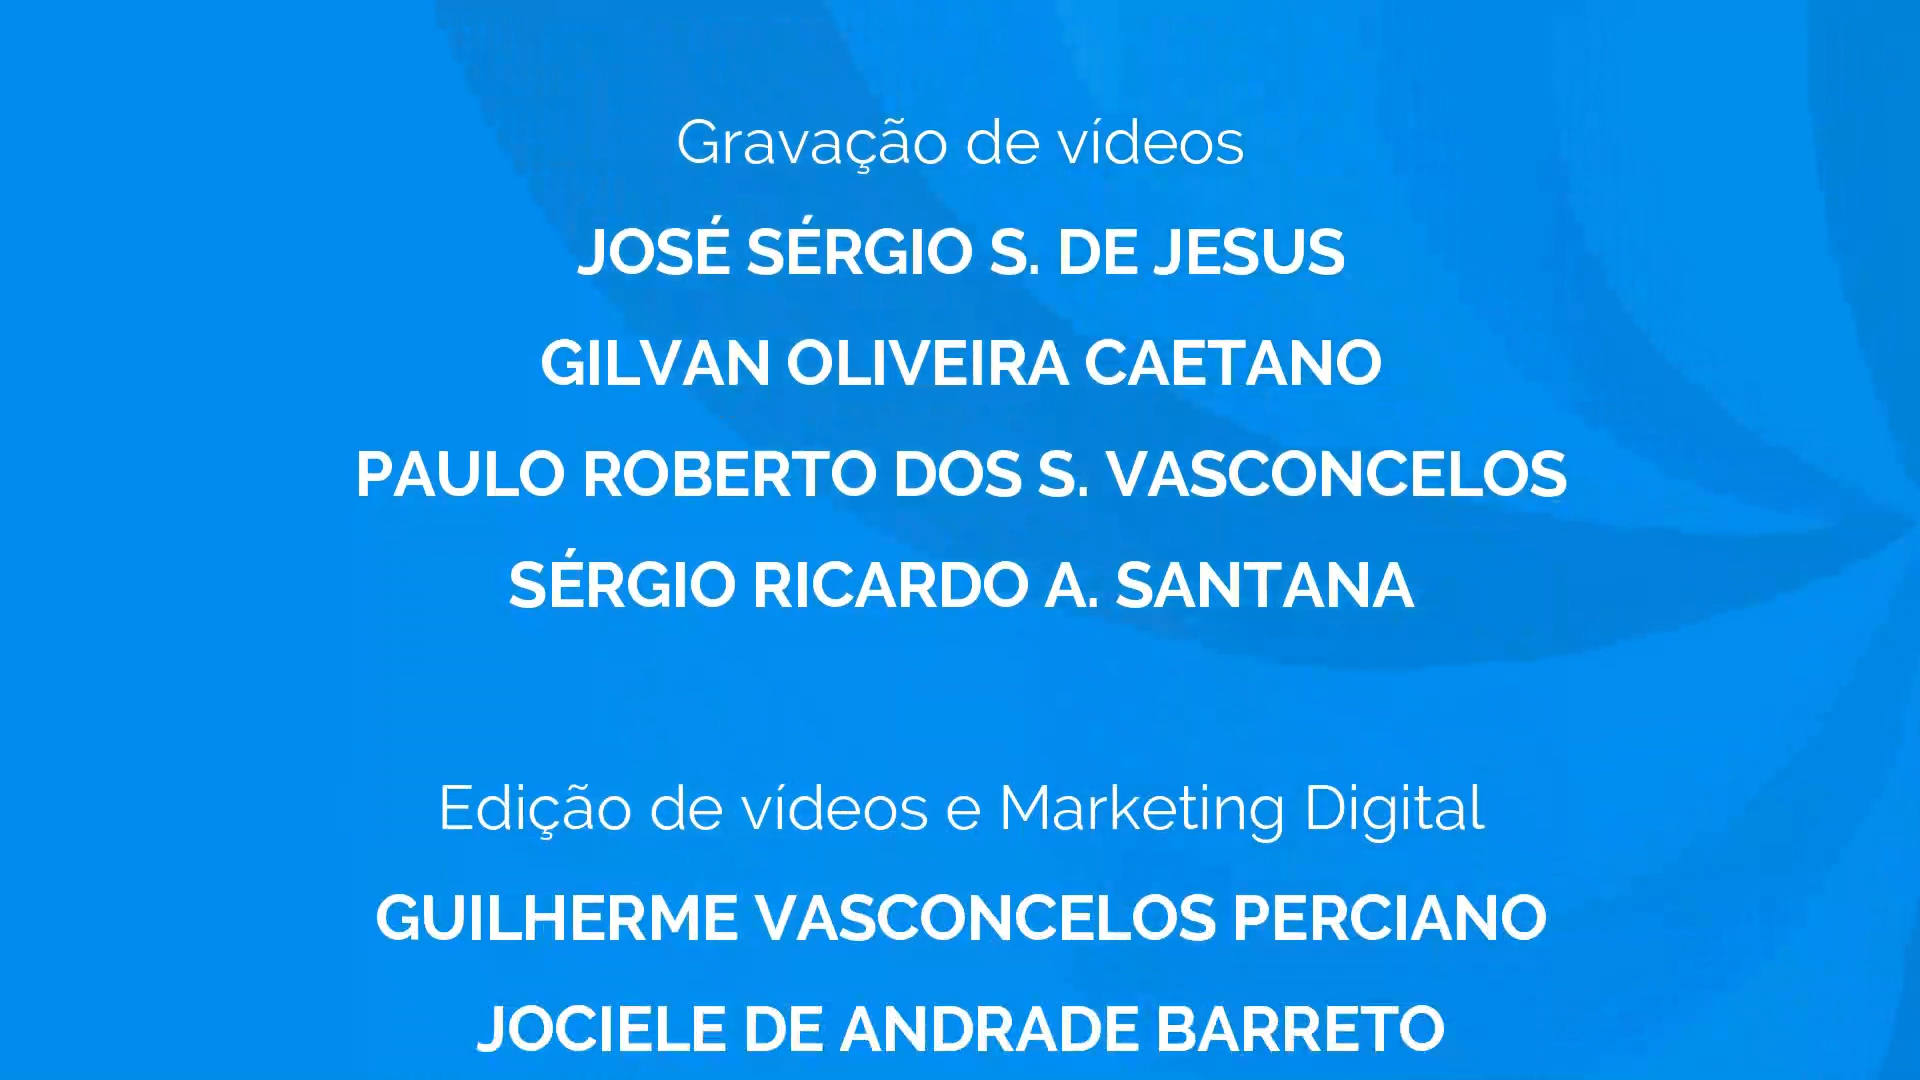 Gravação de vídeos
JOSÉ SÉRGIO S. DE JESUS
GILVAN OLIVEIRA CAETANO
PAULO ROBERTO DOS S. VASCONCELOS
SÉRGIO RICARDO A. SANTANA
Edição de vídeos e Marketing Digital
GUILHERME VASCONCELOS PERCIANO
JOCIELE DE ANDRADE BARRETO